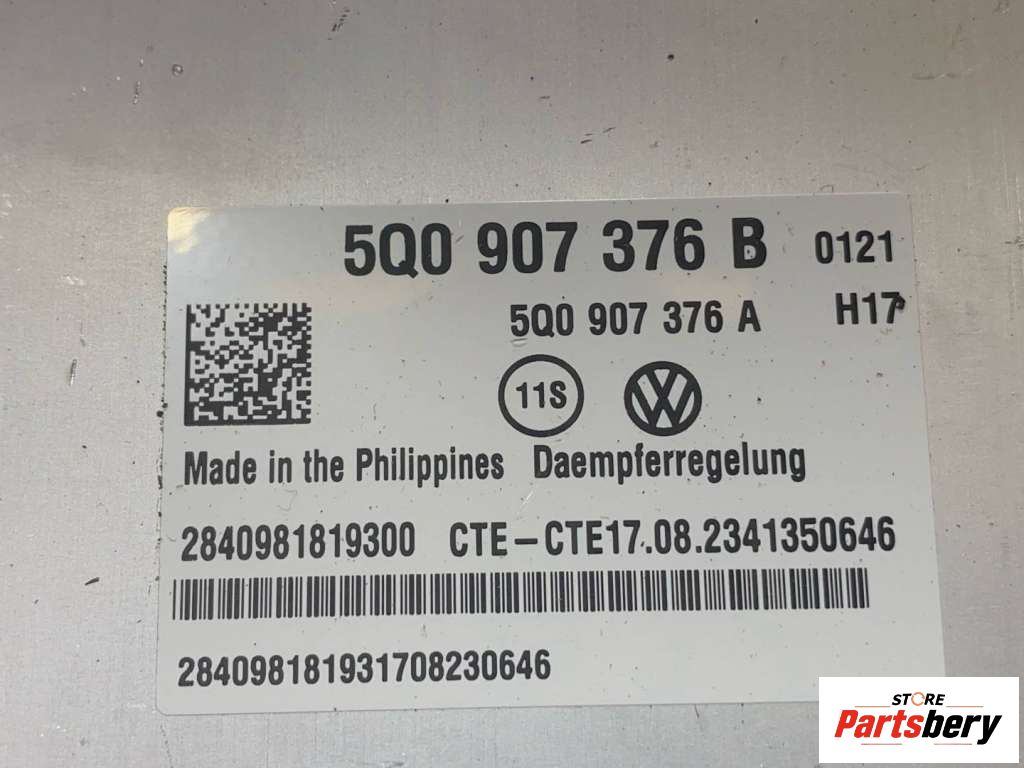 5Q0 907 376 B 0121
5Q0 907 376 A H17
11S
Made in the Philippines Daempferregelung
2840981819300 CTE-CTE17.08.2341350646
284098181931708230646
STORE
Partsbery